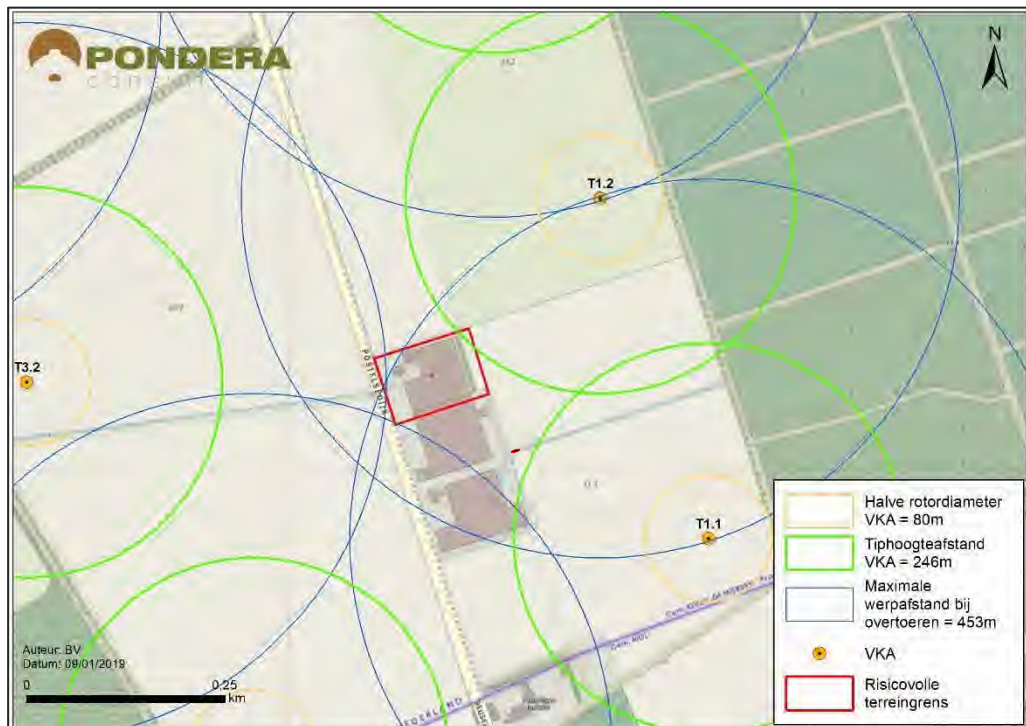 PONDERA
CONSULT
N
T1.2
T3.2
POSTELSEDIJK
T1.1
Auteur: BV
Datum: 09/01/2019
0 0,25
km
Halve rotordiameter
VKA = 80m
Tiphoogteafstand
VKA = 246m
Maximale
werpafstand bij
overtoeren = 453m
VKA
Risicovolle
terreingrens